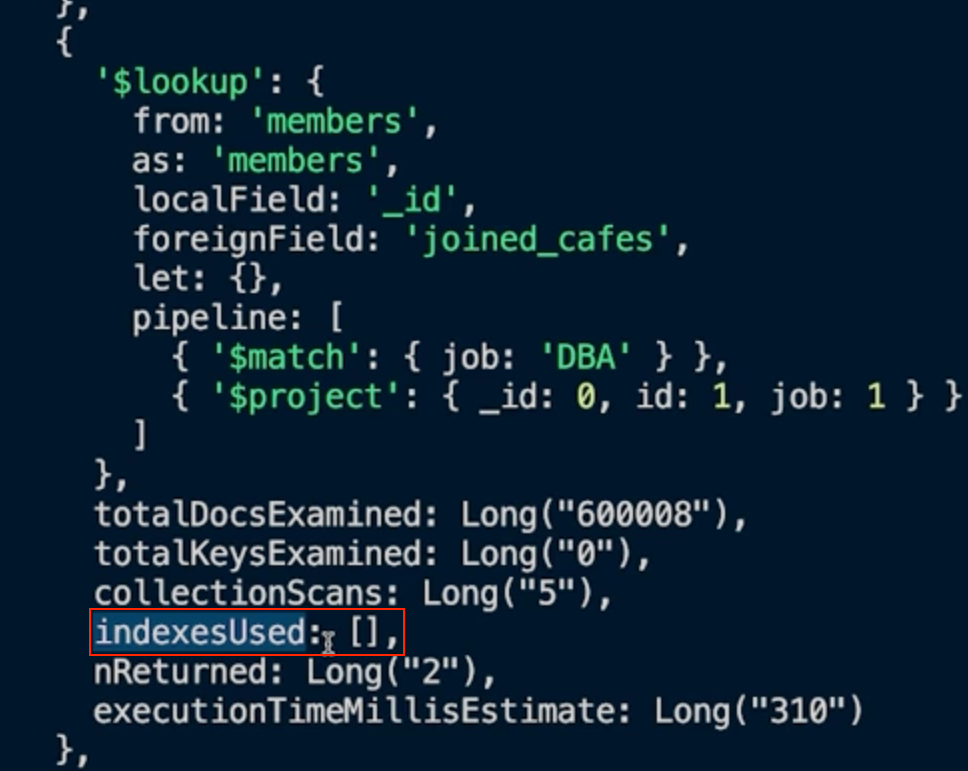 },
{
'$lookup': {
from: 'members',
as: 'members',
localField: '_id',
foreignField: 'joined_cafes',
let: {},
pipeline: [
{ '$match': { job: 'DBA' } },
{ '$project': { _id: 0, id: 1, job: 1 } }
]
},
totalDocsExamined: Long("600008"),
totalKeysExamined: Long("0"),
collectionScans: Long("5"),
indexesUsed: [],
nReturned: Long("2"),
executionTimeMillisEstimate: Long("310")
},